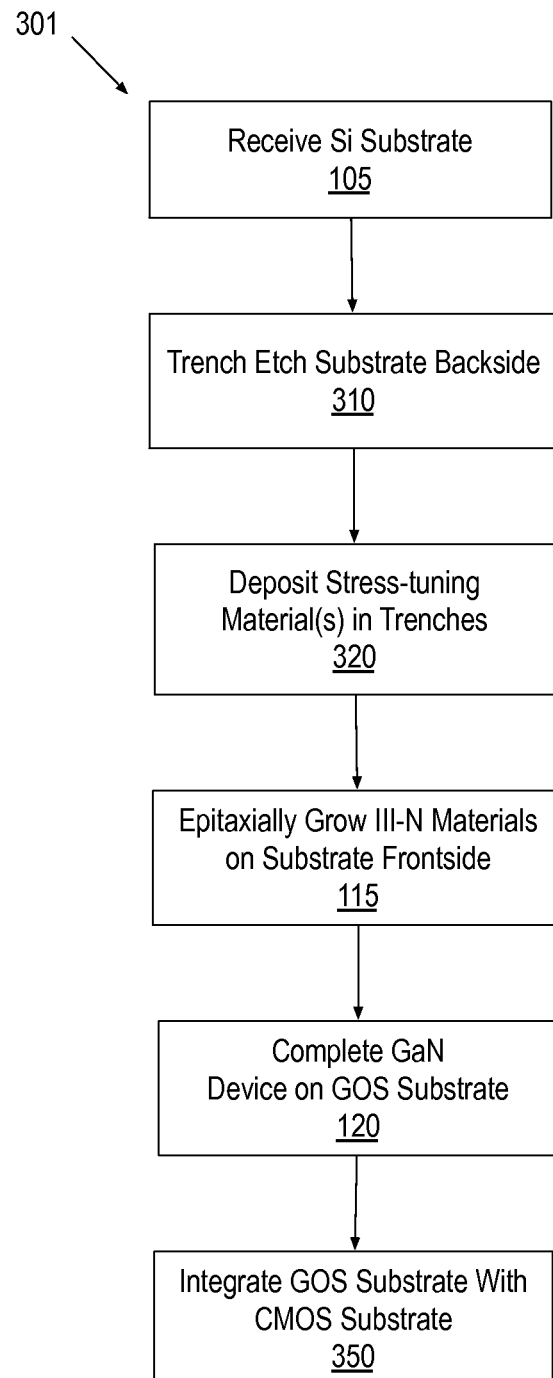 301
Receive Si Substrate
105
Trench Etch Substrate Backside
310
Deposit Stress-tuning
Material(s) in Trenches
320
Epitaxially Grow III-N Materials
on Substrate Frontside
115
Complete GaN
Device on GOS Substrate
120
Integrate GOS Substrate With
CMOS Substrate
350